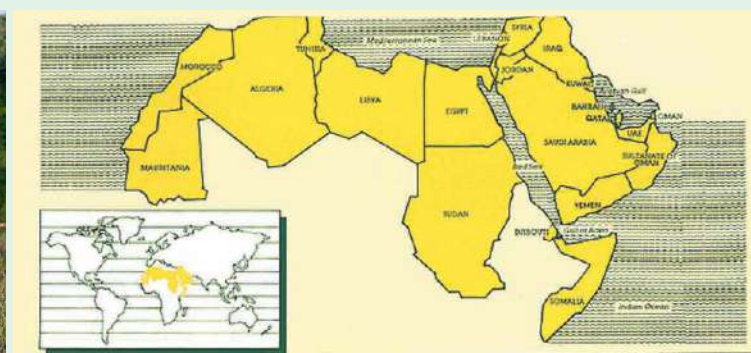 SYRIA
Mediterranean Sea
LEBANON
TUNISIA
IRAQ
MOROCCO
JORDAN
ALGERIA
KUWAIT
LIBYA
EGYPT
BAHRAIN
OMAN
QATAR
UAE
MAURITANIA
SAUDI ARABIA
SULTANATE OF
OMAN
Red Sea
YEMEN
SUDAN
DJIBOUTI
Gulf of Aden
SOMALIA
Indian Ocean